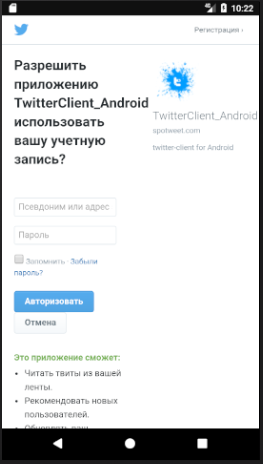 10:22
Регистрация ›
Разрешить
приложению
TwitterClient_Android
использовать
вашу учетную
запись?
TwitterClient_Android
spotweet.com
twitter-client for Android
Псевдоним или адрес
Пароль
Запомнить · Забыли
пароль?
Авторизовать
Отмена
Это приложение сможет:
Читать твиты из вашей
ленты.
Рекомендовать новых
пользователей.